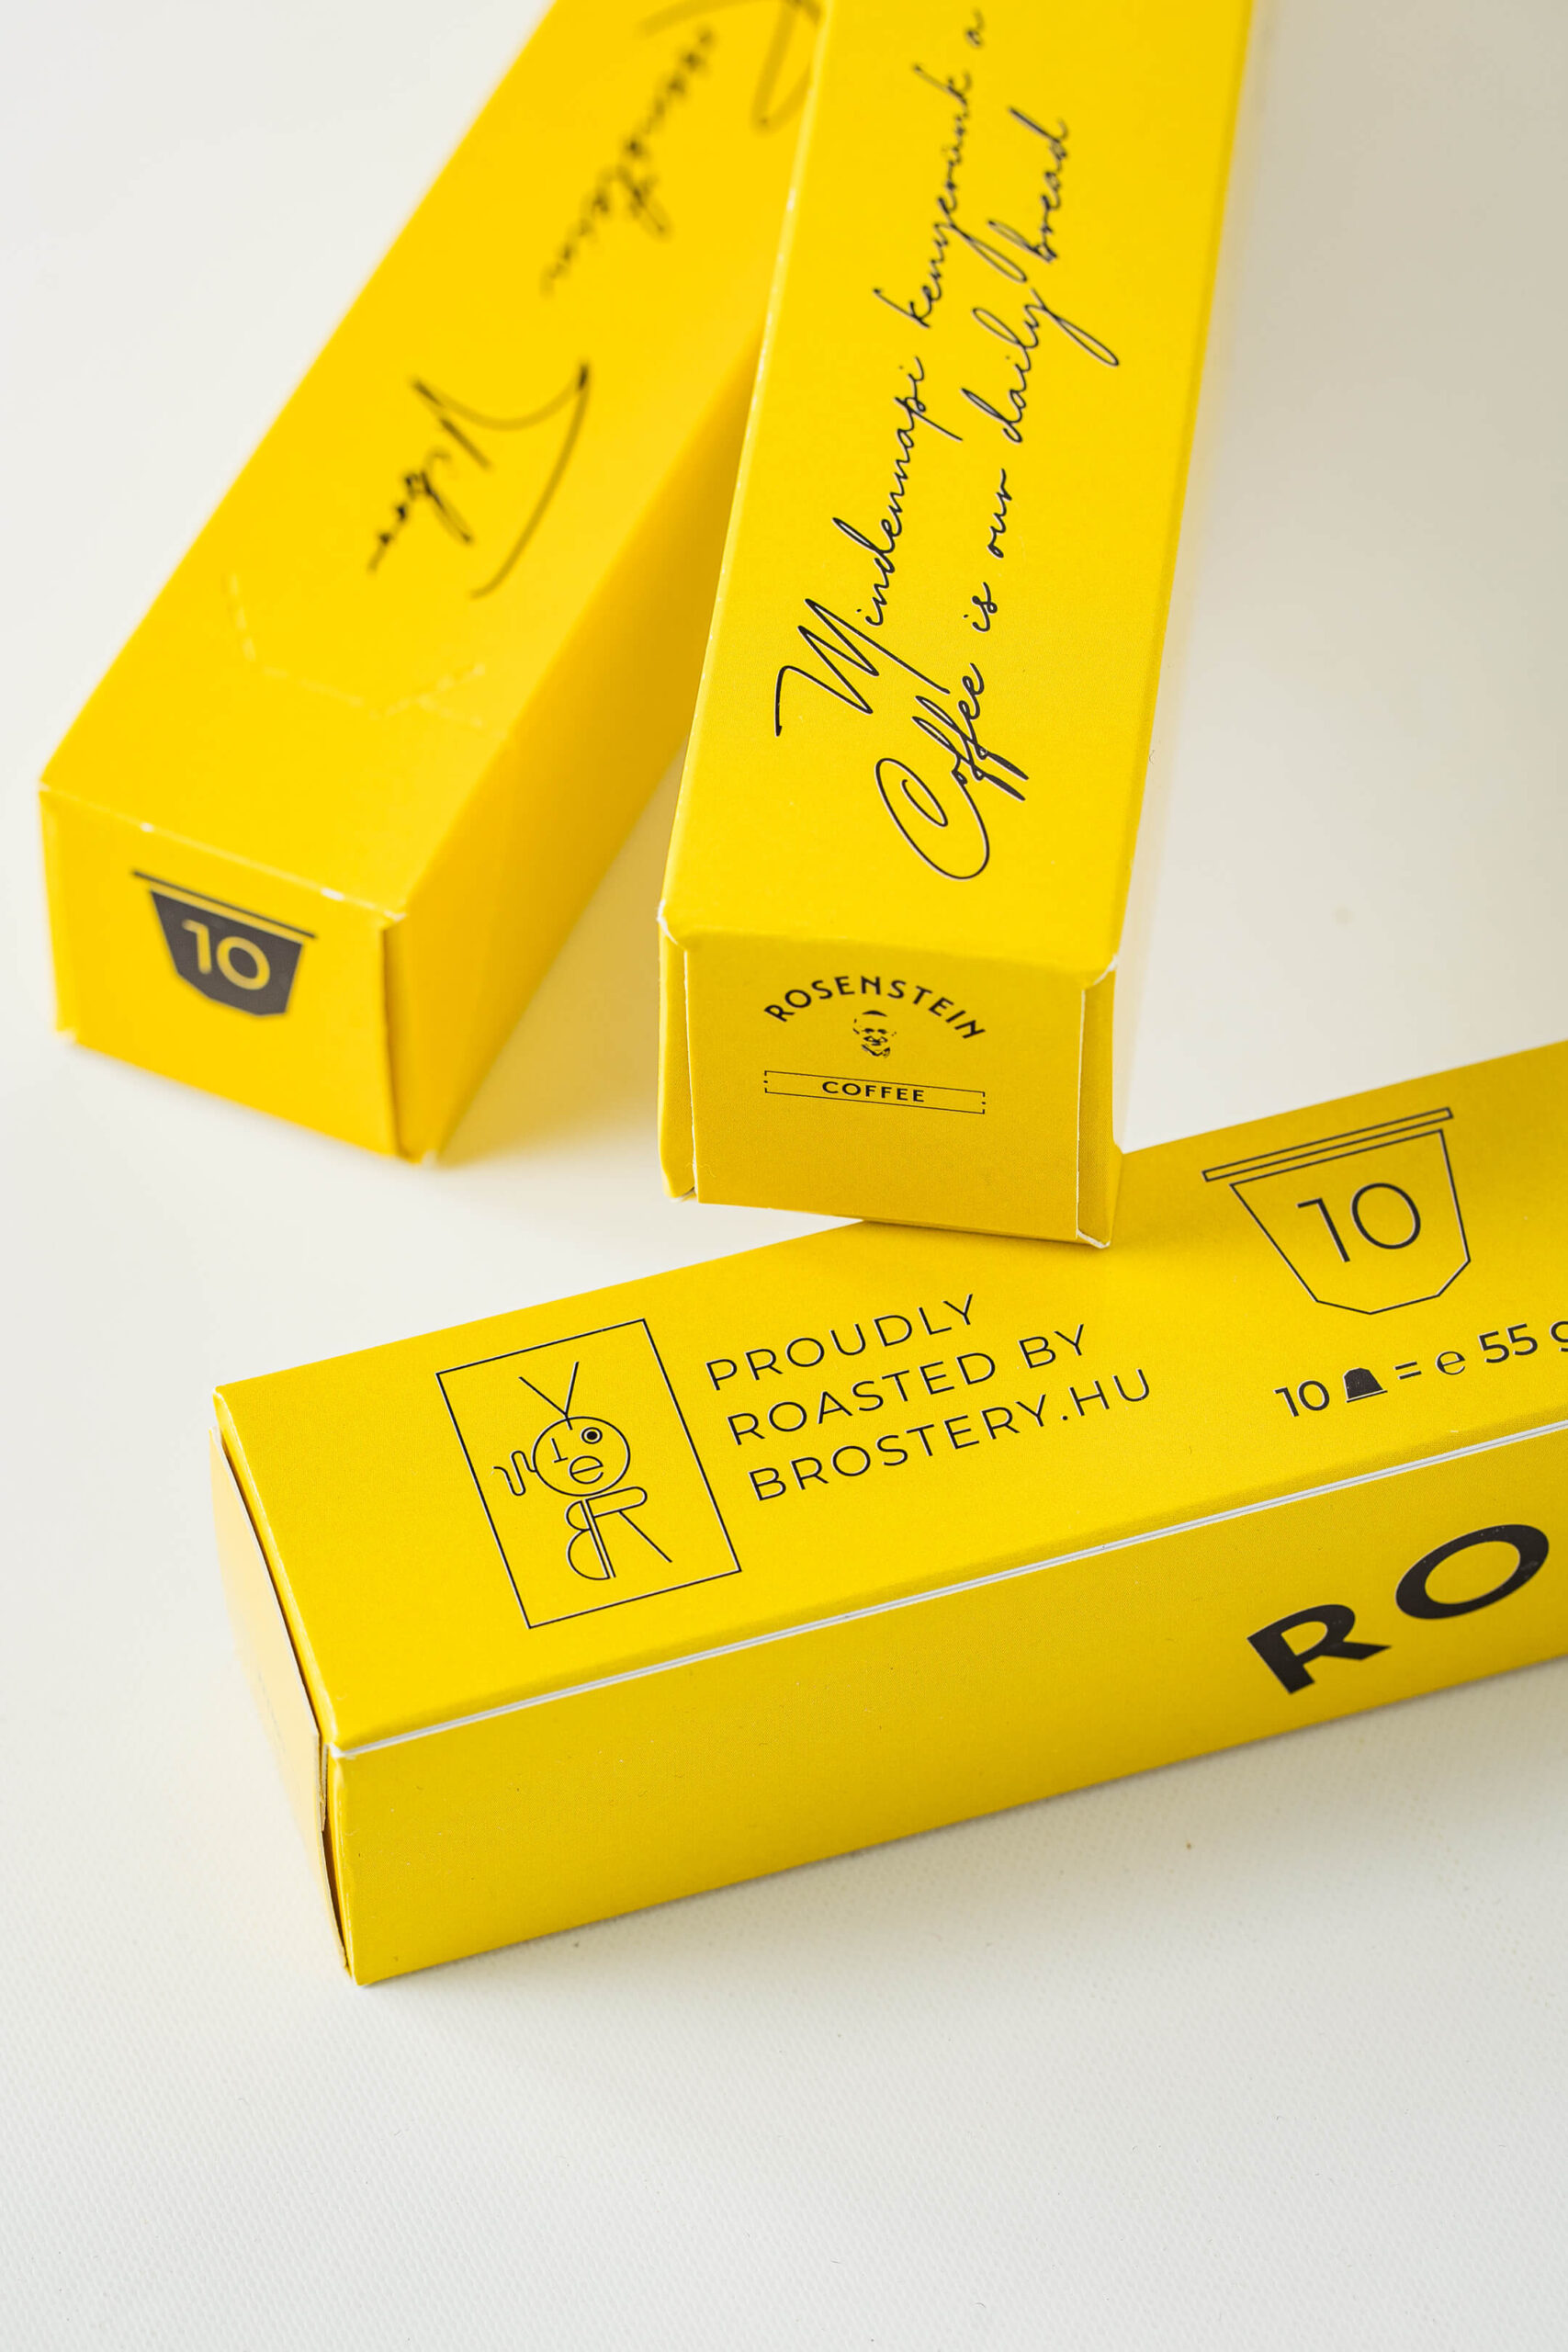 Mindennapi kenyerünk a
Coffee is our daily bread
10
ROSENSTEIN
COFFEE
10
PROUDLY
ROASTED BY
BROSTERY.HU
10 = e 55 g
RO